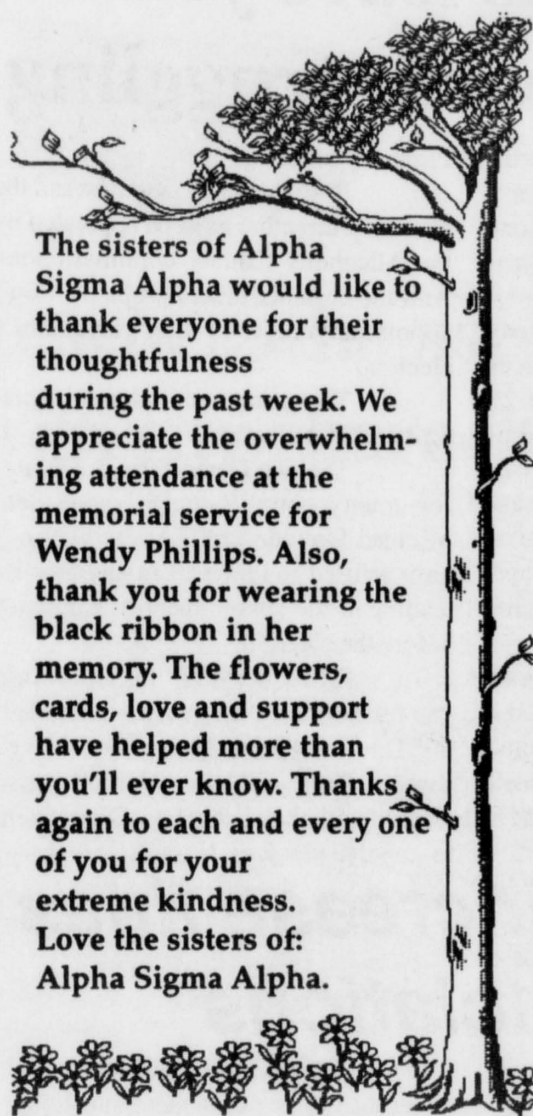 The sisters of Alpha
Sigma Alpha would like to
thank everyone for their
thoughtfulness
during the past week. We
appreciate the overwhelm-
ing attendance at the
memorial service for
Wendy Phillips. Also,
thank you for wearing the
black ribbon in her
memory. The flowers,
cards, love and support
have helped more than
you'll ever know. Thanks
again to each and every one
of you for your
extreme kindness.
Love the sisters of:
Alpha Sigma Alpha.